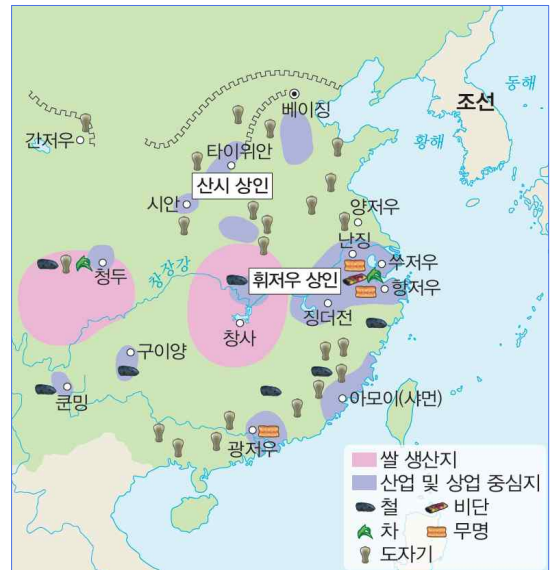 동해
조선
베이징
황해
간저우
타이위안
산시 상인
시안
양저우
난징
쑤저우
청두
창장강
휘저우 상인
항저우
징더전
창사
구이양
쿤밍
아모이(샤먼)
광저우
쌀 생산지
산업 및 상업 중심지
철
비단
차
무명
도자기